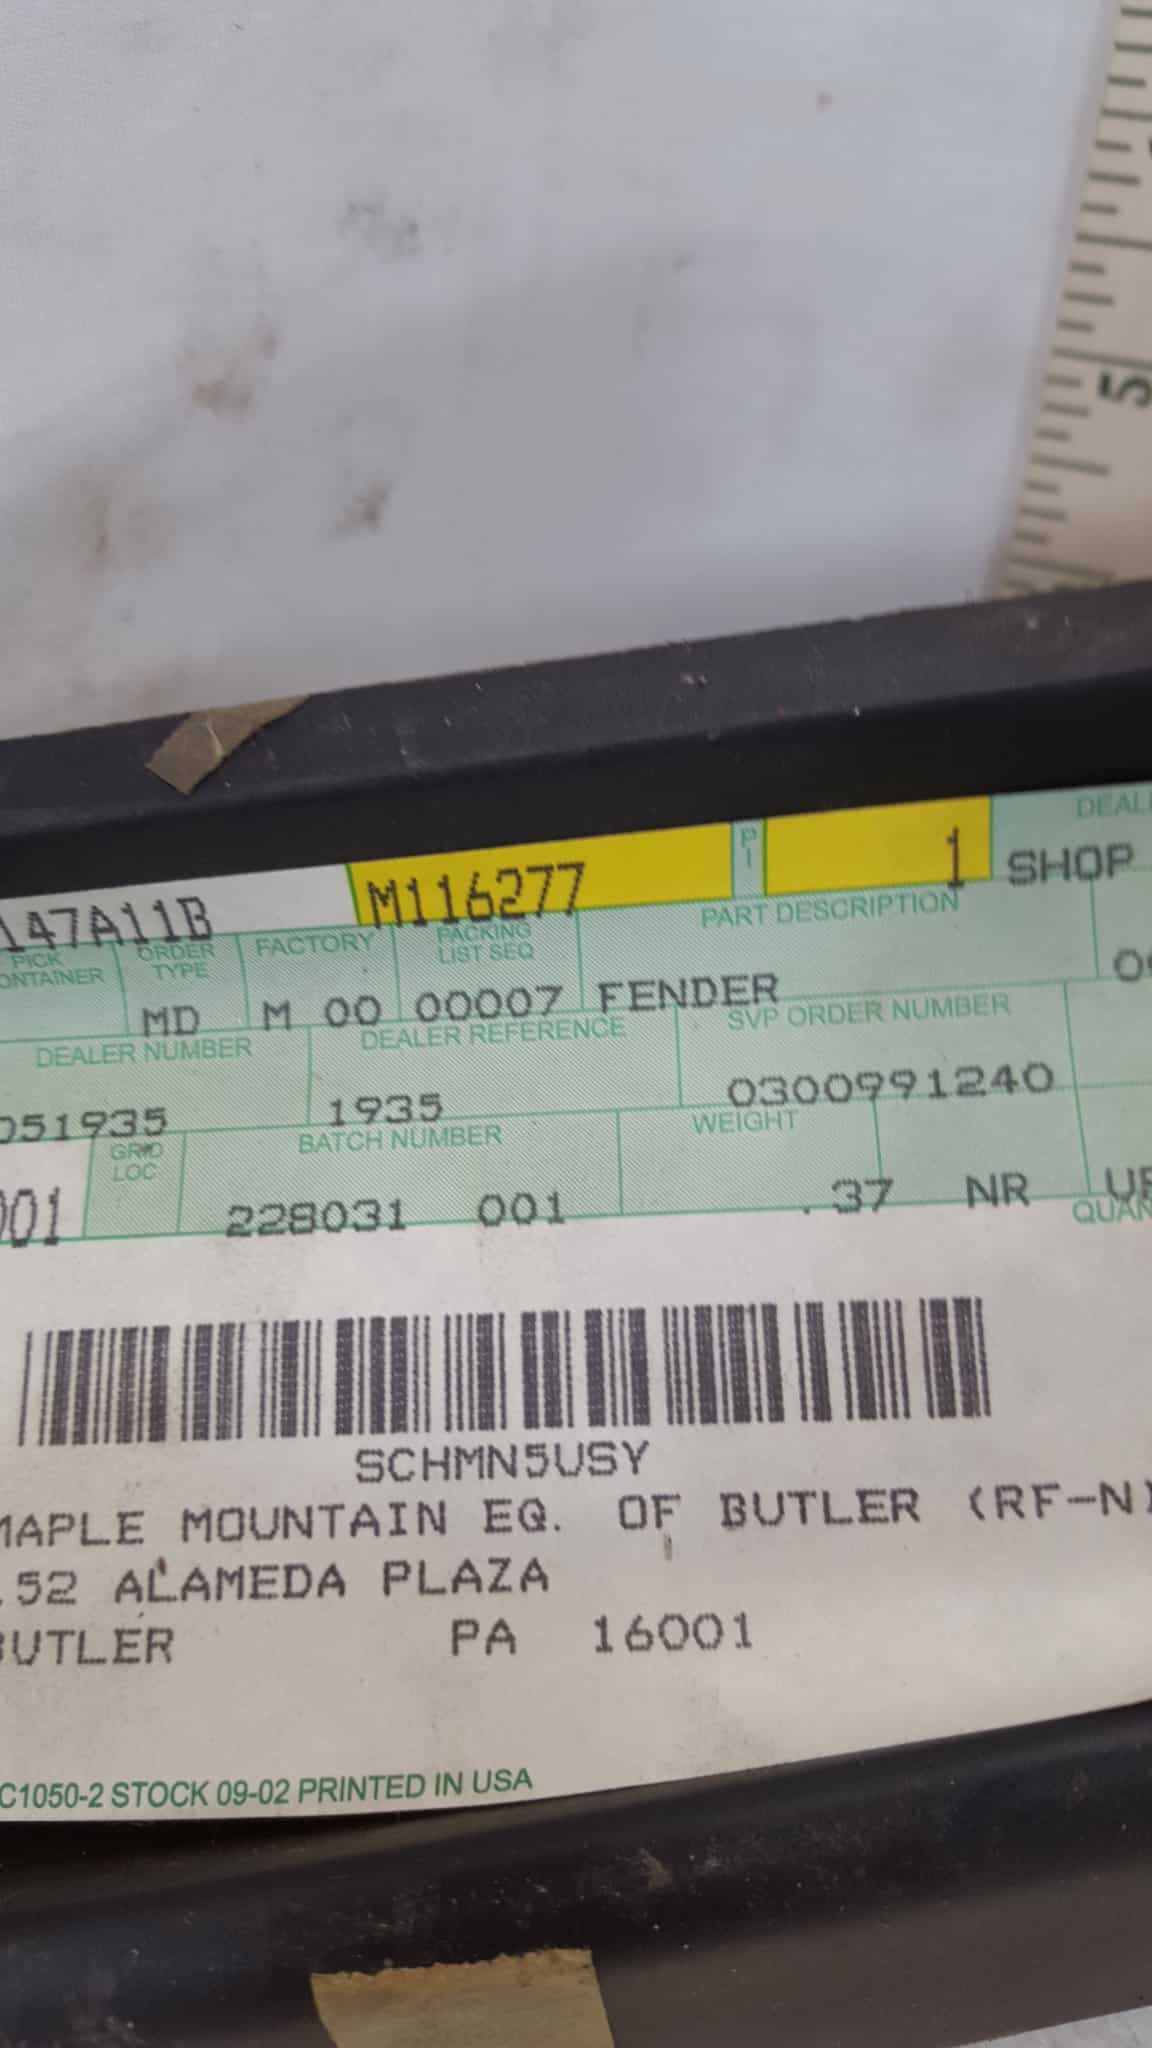 5
DEAL
147A11B M116277 P I 1 SHOP
PICK CONTAINER ORDER TYPE FACTORY PACKING LIST SEQ PART DESCRIPTION
MD M 00 00007 FENDER
DEALER NUMBER DEALER REFERENCE SVP ORDER NUMBER
051935 1935 0300991240
GRID LOC BATCH NUMBER WEIGHT
001 228031 001 .37 NR
QUAN
SCHMN5USY
MAPLE MOUNTAIN EQ. OF BUTLER (RF-N)
152 ALAMEDA PLAZA
BUTLER PA 16001
C1050-2 STOCK 09-02 PRINTED IN USA